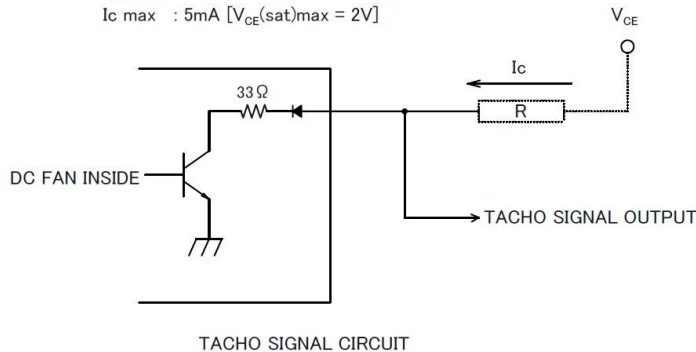 Ic max : 5mA [VCE(sat)max = 2V]
VCE
Ic
33Ω
R
DC FAN INSIDE
TACHO SIGNAL OUTPUT
TACHO SIGNAL CIRCUIT